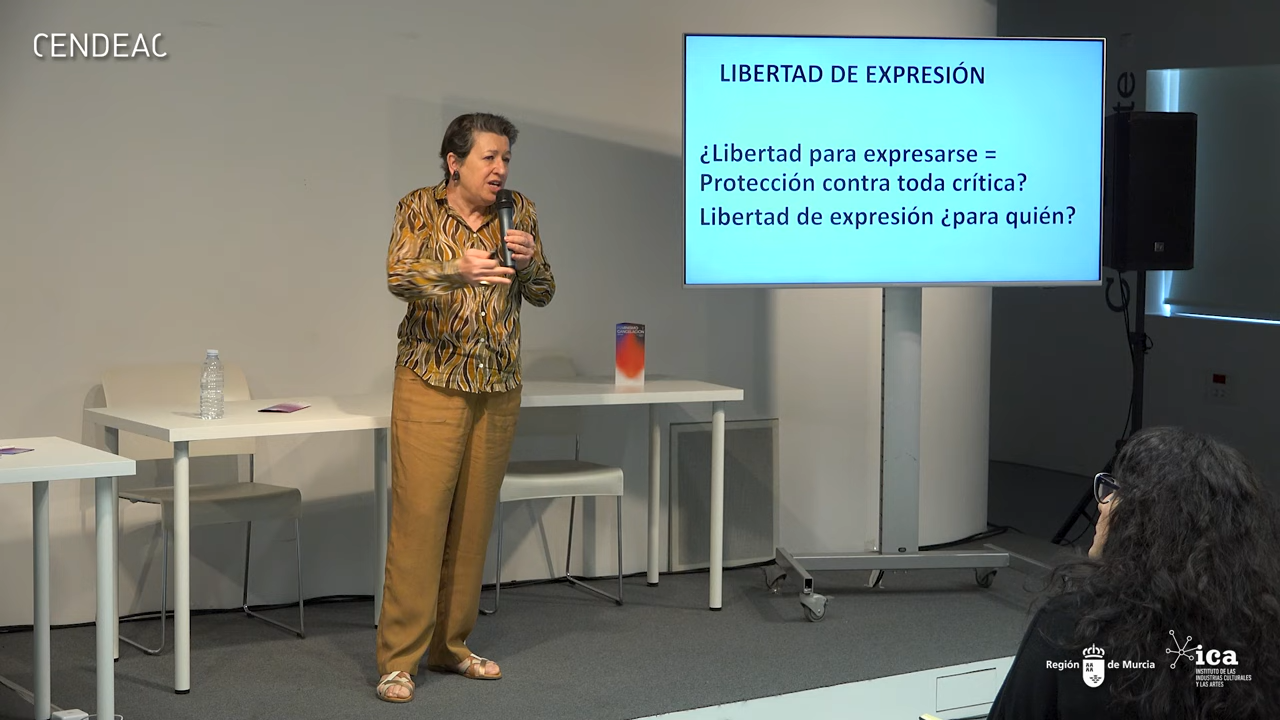 CENDEAC
LIBERTAD DE EXPRESIÓN
¿Libertad para expresarse =
Protección contra toda crítica?
Libertad de expresión ¿para quién?
te
Región de Murcia
ica
INSTITUTO DE LAS
INDUSTRIAS CULTURALES
Y LAS ARTES